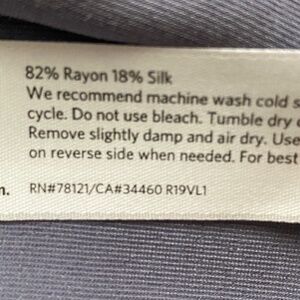 82% Rayon 18% Silk
We recommend machine wash cold
cycle. Do not use bleach. Tumble dry
Remove slightly damp and air dry. Use
on reverse side when needed. For best
RN#78121/CA#34460 R19VL1